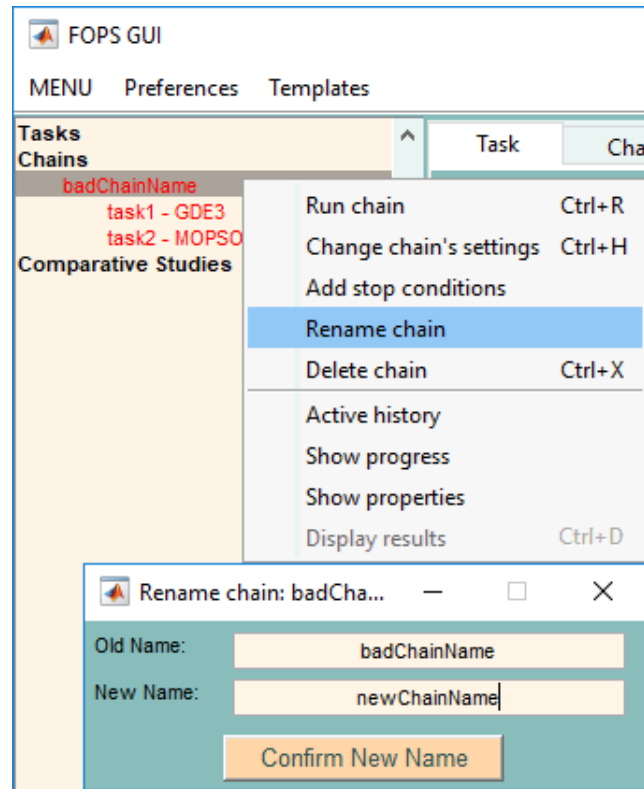 FOPS GUI
MENU Preferences Templates
Tasks
Chains
badChainName
task1 - GDE3
task2 - MOPSO
Comparative Studies
Task
Cha
Run chain Ctrl+R
Change chain's settings Ctrl+H
Add stop conditions
Rename chain
Delete chain Ctrl+X
Active history
Show progress
Show properties
Display results Ctrl+D
Rename chain: badCha...
Old Name: badChainName
New Name: newChainName
Confirm New Name